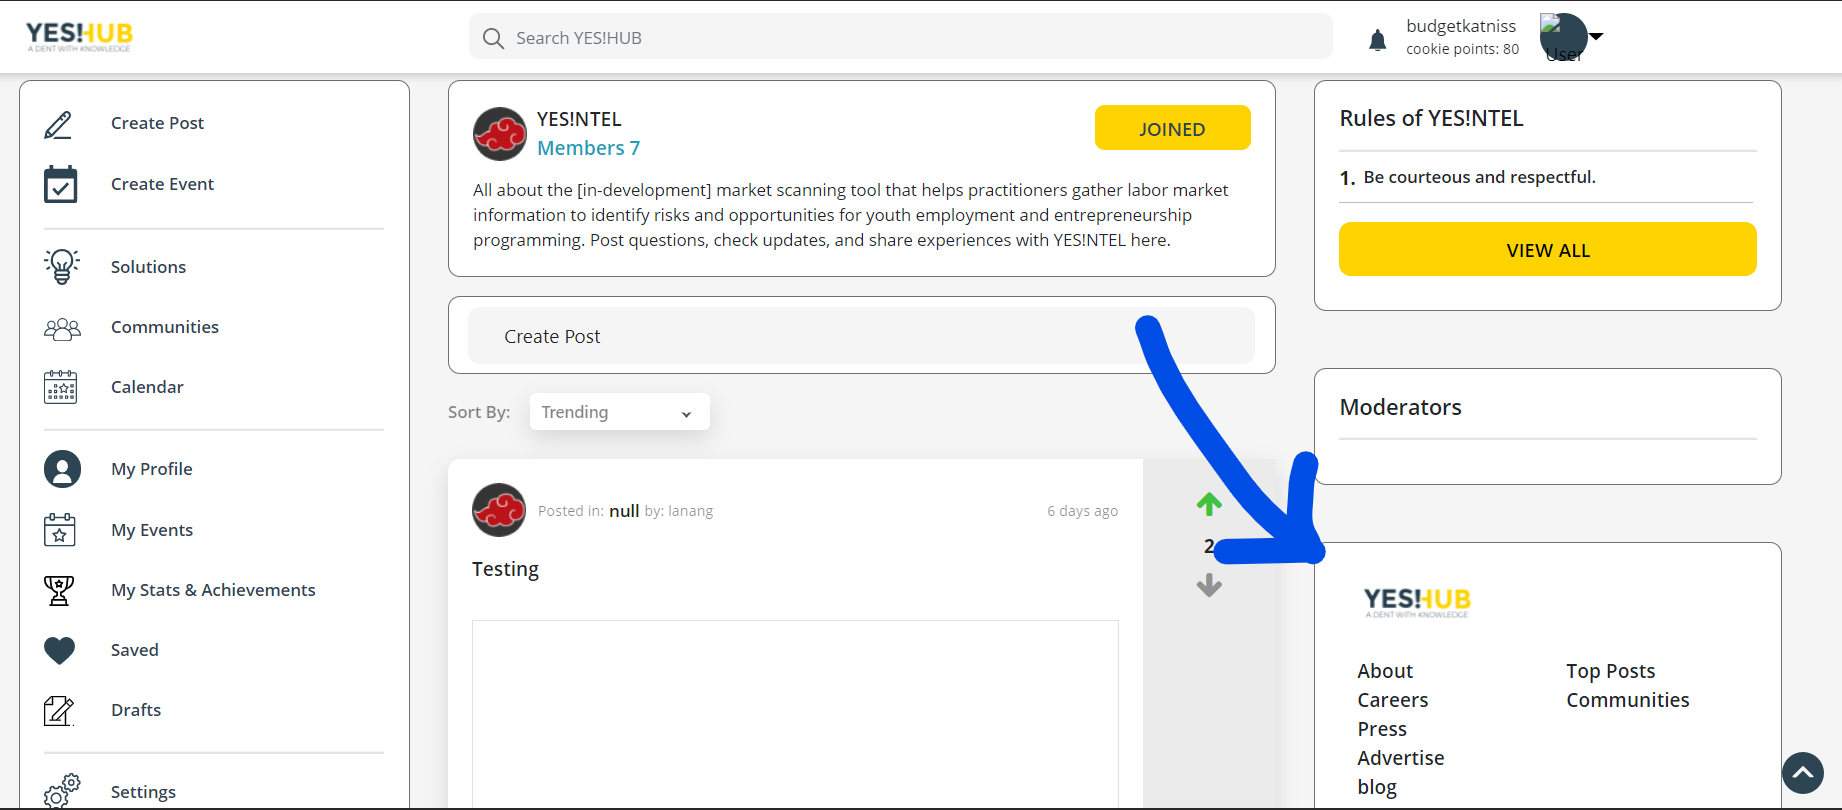 YES!HUB
A DENT WITH KNOWLEDGE
Search YES!HUB
budgetkatniss
cookie points: 80
User
Create Post
Create Event
Solutions
Communities
Calendar
My Profile
My Events
My Stats & Achievements
Saved
Drafts
Settings
YES!NTEL
Members 7
JOINED
All about the [in-development] market scanning tool that helps practitioners gather labor market
information to identify risks and opportunities for youth employment and entrepreneurship
programming. Post questions, check updates, and share experiences with YES!NTEL here.
Create Post
Sort By: Trending
Posted in: null by: lanang
6 days ago
2
Testing
Rules of YES!NTEL
1. Be courteous and respectful.
VIEW ALL
Moderators
YES!HUB
A DENT WITH KNOWLEDGE
About
Careers
Press
Advertise
blog
Top Posts
Communities